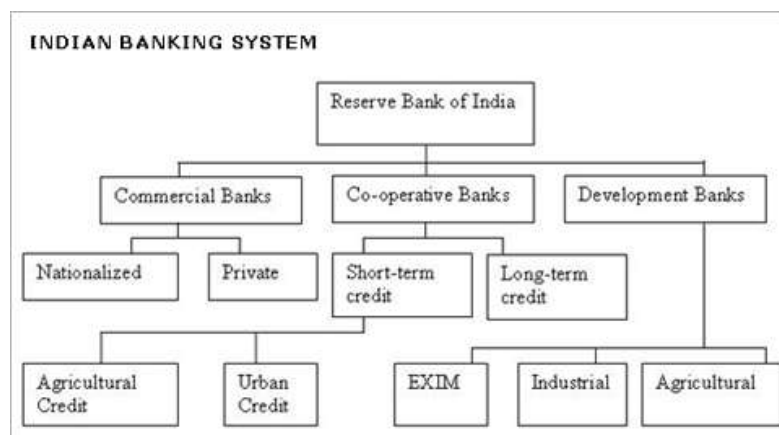 INDIAN BANKING SYSTEM
Reserve Bank of India
Commercial Banks
Co-operative Banks
Development Banks
Nationalized
Private
Short-term
credit
Long-term
credit
Agricultural
Credit
Urban
Credit
EXIM
Industrial
Agricultural